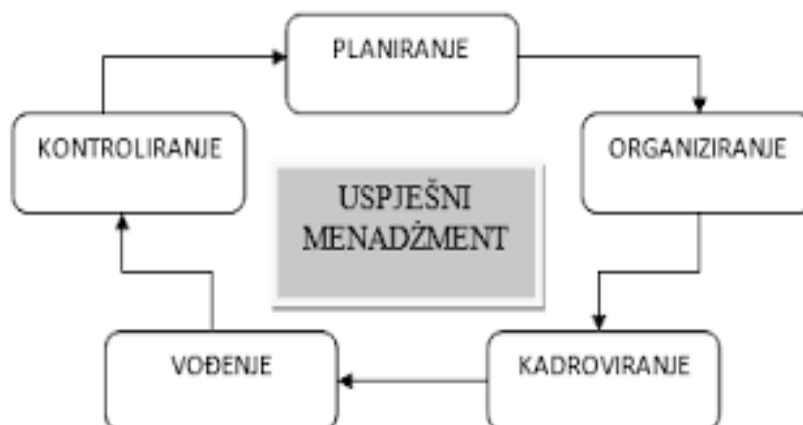 PLANIRANJE
KONTROLIRANJE
ORGANIZIRANJE
USPJEŠNI
MENADŽMENT
VOĐENJE
KADROVIRANJE